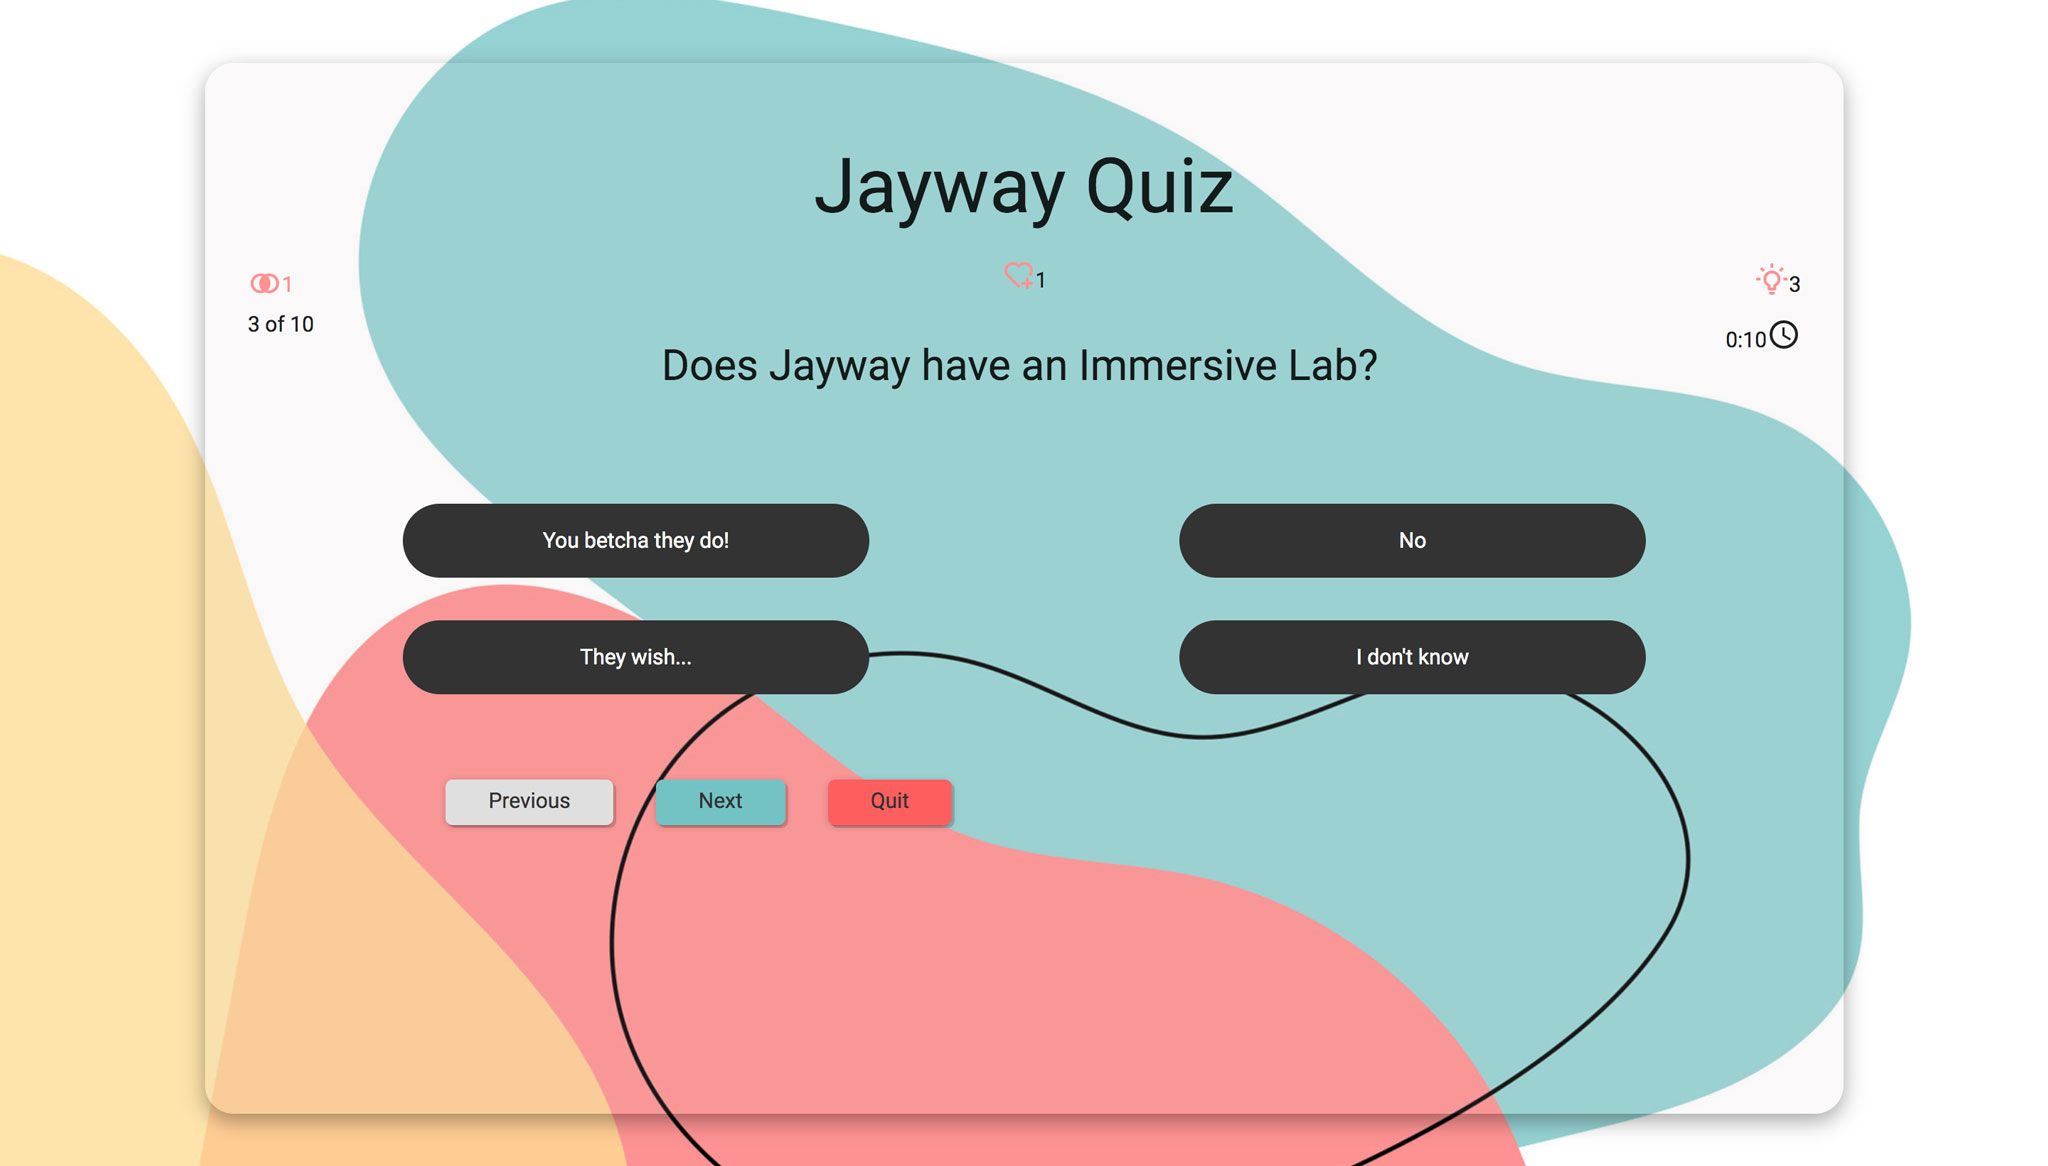 Jayway Quiz
1
1
3
3 of 10
0:10
Does Jayway have an Immersive Lab?
You betcha they do!
No
They wish...
I don't know
Previous
Next
Quit